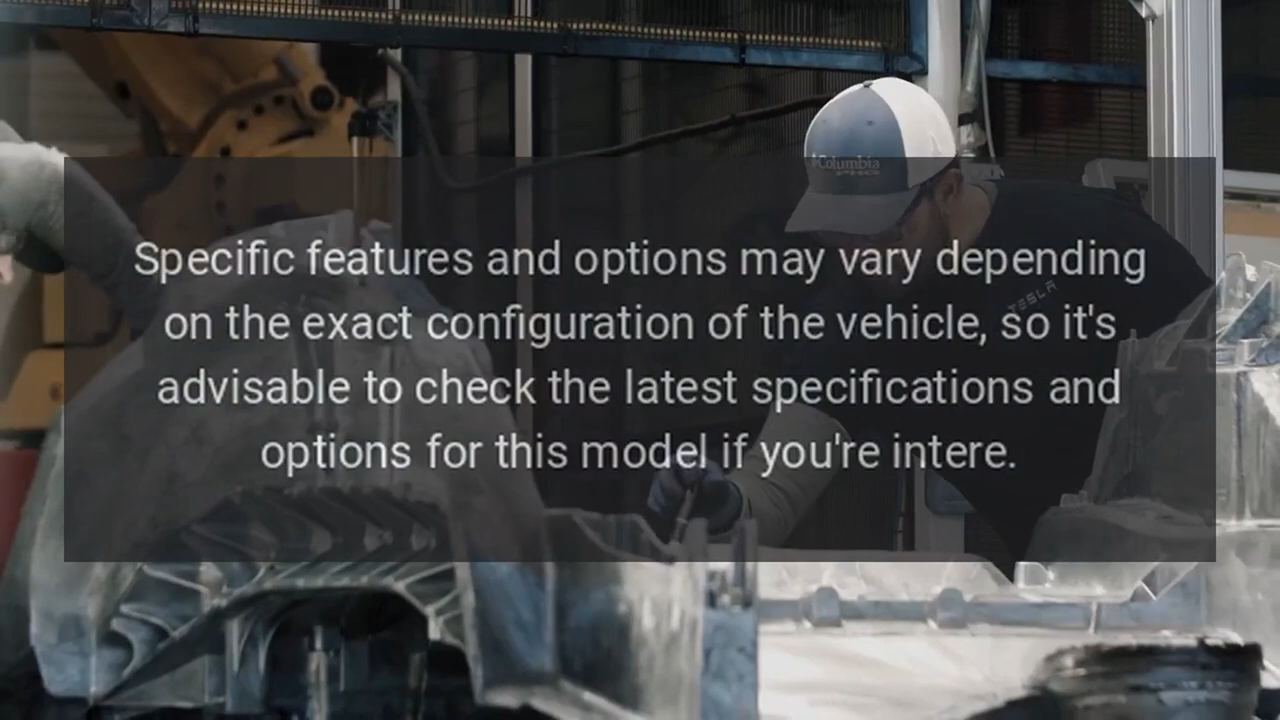 Columbia
PHG
Specific features and options may vary depending
on the exact configuration of the vehicle, so it's
TESLA
advisable to check the latest specifications and
options for this model if you're intere.